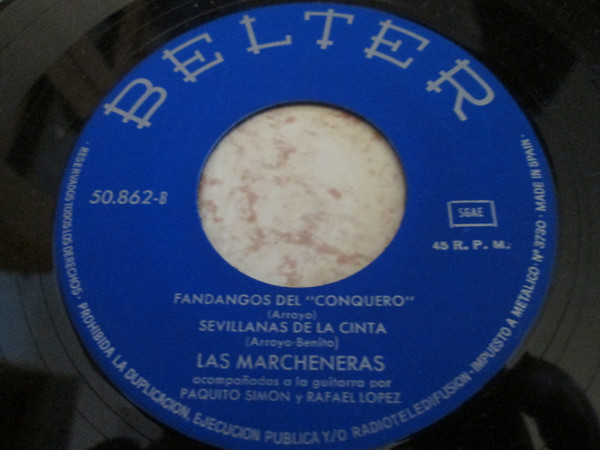 BELTER
50.862-B
SGAE
45 R. P. M.
FANDANGOS DEL "CONQUERO"
(Arroyo)
SEVILLANAS DE LA CINTA
(Arroyo-Benito)
LAS MARCHENERAS
acompañadas a la guitarra por
PAQUITO SIMON y RAFAEL LOPEZ
· RESERVADOS TODOS LOS DERECHOS · PROHIBIDA LA DUPLICACION, EJECUCION PUBLICA Y/O RADIOTELEDIFUSION · IMPUESTO A METALICO · Nº 3730 · MADE IN SPAIN ·